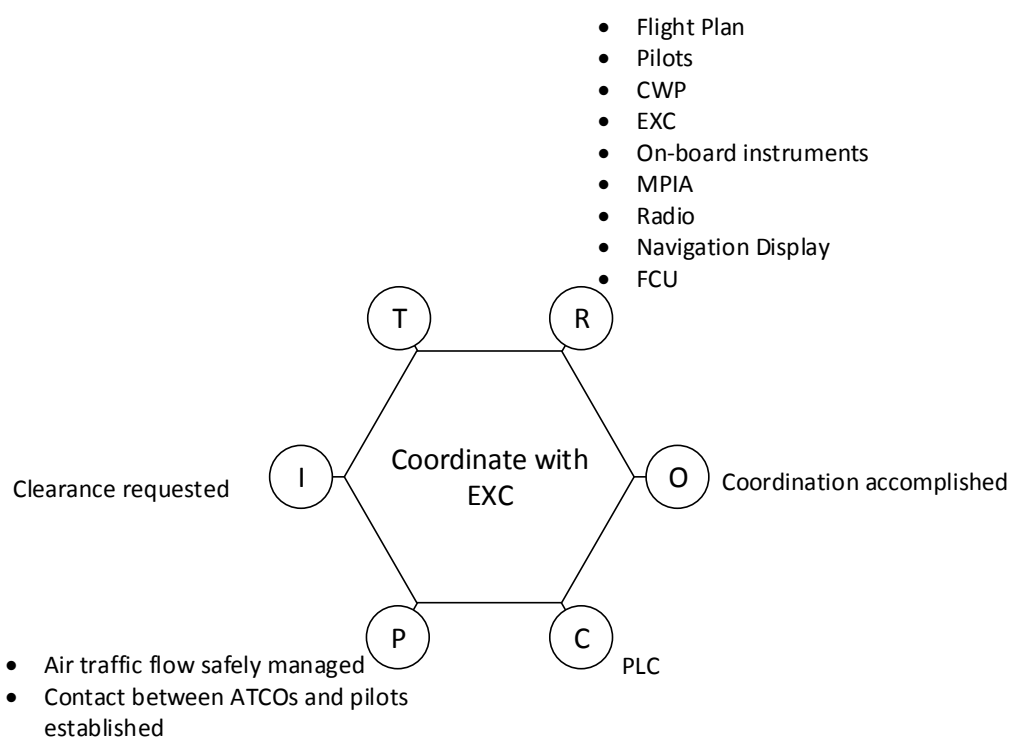 • Flight Plan
• Pilots
• CWP
• EXC
• On-board instruments
• MPIA
• Radio
• Navigation Display
• FCU
T
R
Coordinate with
EXC
I
O
Clearance requested
Coordination accomplished
P
C
• Air traffic flow safely managed
PLC
• Contact between ATCOs and pilots
established